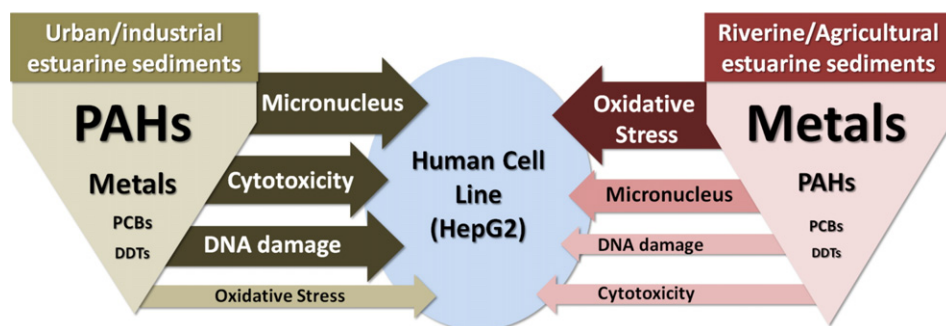 Urban/industrial
estuarine sediments
PAHs
Metals
PCBs
DDTs
Micronucleus
Cytotoxicity
DNA damage
Oxidative Stress
Human Cell
Line
(HepG2)
Riverine/Agricultural
estuarine sediments
Oxidative
Stress
Micronucleus
DNA damage
Cytotoxicity
Metals
PAHs
PCBs
DDTs